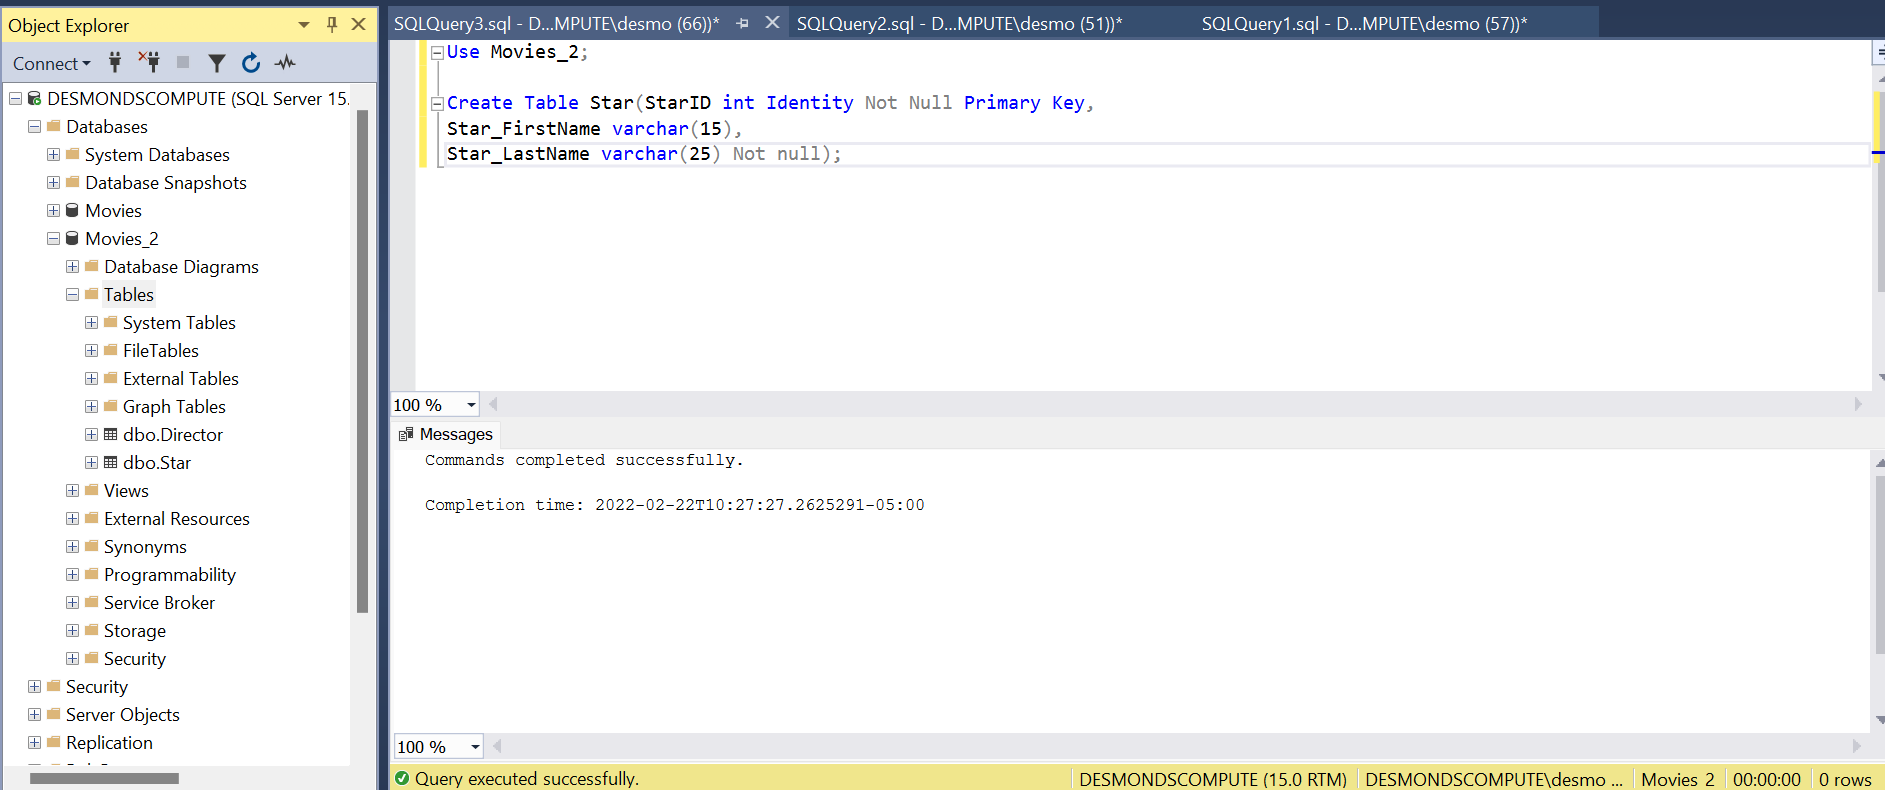 Object Explorer
Connect
DESMONDSCOMPUTE (SQL Server 15.
Databases
System Databases
Database Snapshots
Movies
Movies_2
Database Diagrams
Tables
System Tables
FileTables
External Tables
Graph Tables
dbo.Director
dbo.Star
Views
External Resources
Synonyms
Programmability
Service Broker
Storage
Security
Security
Server Objects
Replication
SQLQuery3.sql - D...MPUTE\desmo (66))*
SQLQuery2.sql - D...MPUTE\desmo (51))*
SQLQuery1.sql - D...MPUTE\desmo (57))*
Use Movies_2;
Create Table Star(StarID int Identity Not Null Primary Key,
Star_FirstName varchar(15),
Star_LastName varchar(25) Not null);
100 %
Messages
Commands completed successfully.
Completion time: 2022-02-22T10:27:27.2625291-05:00
100 %
Query executed successfully.
DESMONDSCOMPUTE (15.0 RTM)
DESMONDSCOMPUTE\desmo ...
Movies 2
00:00:00
0 rows